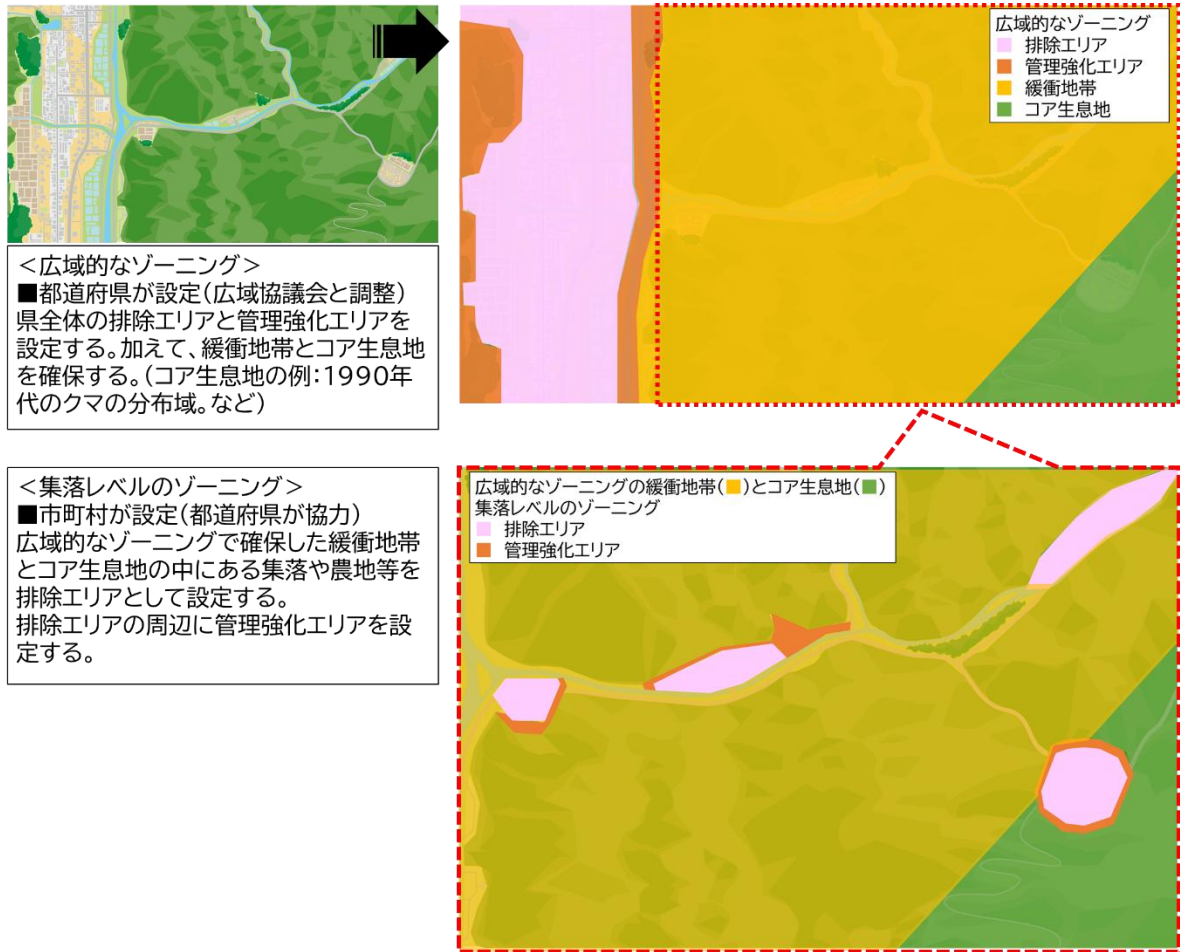 広域的なゾーニング
排除エリア
管理強化エリア
緩衝地帯
コア生息地
＜広域的なゾーニング＞
■都道府県が設定(広域協議会と調整)
県全体の排除エリアと管理強化エリアを
設定する。加えて、緩衝地帯とコア生息地
を確保する。(コア生息地の例：1990年
代のクマの分布域。など)
＜集落レベルのゾーニング＞
■市町村が設定(都道府県が協力)
広域的なゾーニングで確保した緩衝地帯
とコア生息地の中にある集落や農地等を
排除エリアとして設定する。
排除エリアの周辺に管理強化エリアを設
定する。
広域的なゾーニングの緩衝地帯(■)とコア生息地(■)
集落レベルのゾーニング
排除エリア
管理強化エリア